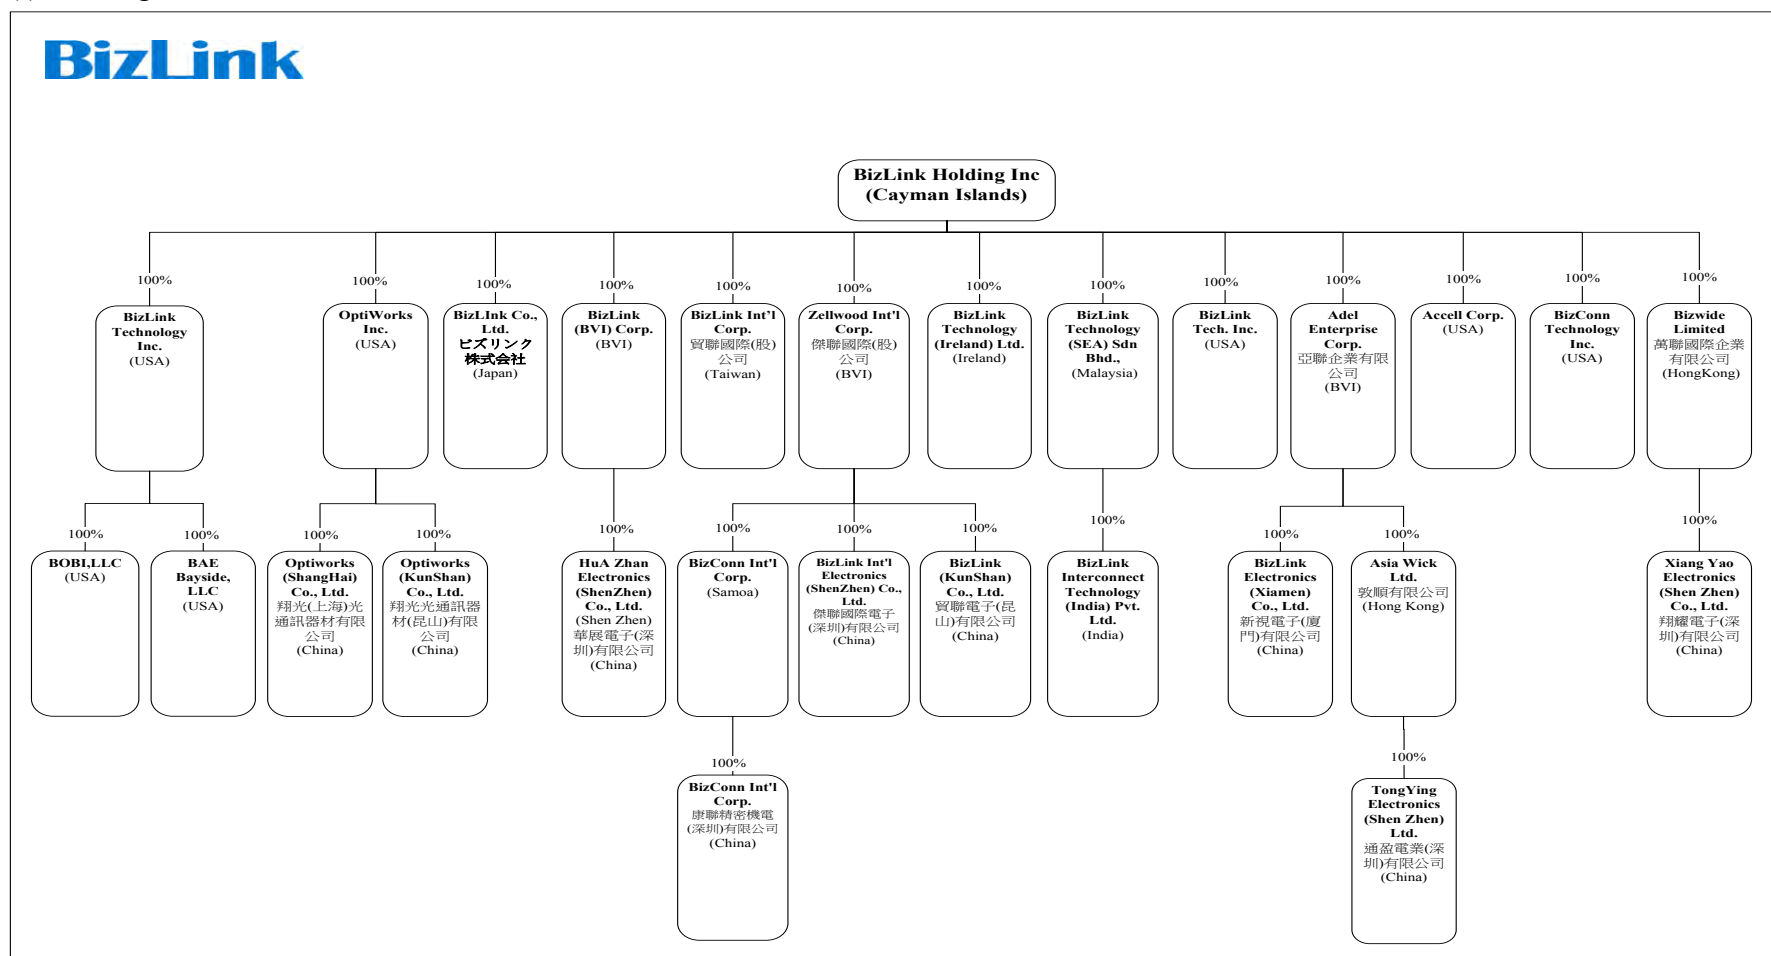 BizLink
BizLink Holding Inc
(Cayman Islands)
100%
100%
100%
100%
100%
100%
100%
100%
100%
100%
100%
100%
100%
BizLink
Technology
Inc.
(USA)
OptiWorks
Inc.
(USA)
BizLInk Co.,
Ltd.
ビズリンク
株式会社
(Japan)
BizLink
(BVI) Corp.
(BVI)
BizLink Int'l
Corp.
貿聯國際(股)
公司
(Taiwan)
Zellwood Int'l
Corp.
傑聯國際(股)
公司
(BVI)
BizLink
Technology
(Ireland) Ltd.
(Ireland)
BizLink
Technology
(SEA) Sdn
Bhd.,
(Malaysia)
BizLink
Tech. Inc.
(USA)
Adel
Enterprise
Corp.
亞聯企業有限
公司
(BVI)
Accell Corp.
(USA)
BizConn
Technology
Inc.
(USA)
Bizwide
Limited
萬聯國際企業
有限公司
(HongKong)
100%
100%
100%
100%
100%
100%
100%
100%
100%
100%
100%
100%
BOBI,LLC
(USA)
BAE
Bayside,
LLC
(USA)
Optiworks
(ShangHai)
Co., Ltd.
翔光(上海)光
通訊器材有限
公司
(China)
Optiworks
(KunShan)
Co., Ltd.
翔光光通訊器
材(昆山)有限
公司
(China)
HuA Zhan
Electronics
(ShenZhen)
Co., Ltd.
(Shen Zhen)
華展電子(深
圳)有限公司
(China)
BizConn Int'l
Corp.
(Samoa)
BizLink Int'l
Electronics
(ShenZhen) Co.,
Ltd.
傑聯國際電子
(深圳)有限公司
(China)
BizLink
(KunShan)
Co., Ltd.
貿聯電子(昆
山)有限公司
(China)
BizLink
Interconnect
Technology
(India) Pvt.
Ltd.
(India)
BizLink
Electronics
(Xiamen)
Co., Ltd.
新視電子(廈
門)有限公司
(China)
Asia Wick
Ltd.
敦順有限公司
(Hong Kong)
Xiang Yao
Electronics
(Shen Zhen)
Co., Ltd.
翔耀電子(深
圳)有限公司
(China)
100%
100%
BizConn Int'l
Corp.
康聯精密機電
(深圳)有限公司
(China)
TongYing
Electronics
(Shen Zhen)
Ltd.
通盈電業(深
圳)有限公司
(China)